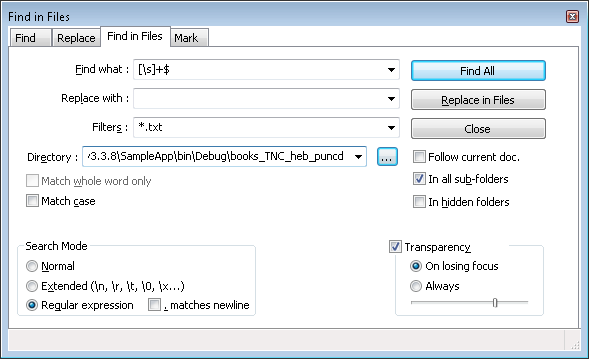 Find in Files
Find Replace Find in Files Mark
Find what : [\s]+$ Find All
Replace with : Replace in Files
Filters : *.txt Close
Directory : /3.3.8\SampleApp\bin\Debug\books_TNC_heb_puncd ... Follow current doc.
Match whole word only In all sub-folders
Match case In hidden folders
Search Mode Transparency
Normal On losing focus
Extended (\n, \r, \t, \0, \x...) Always
Regular expression . matches newline